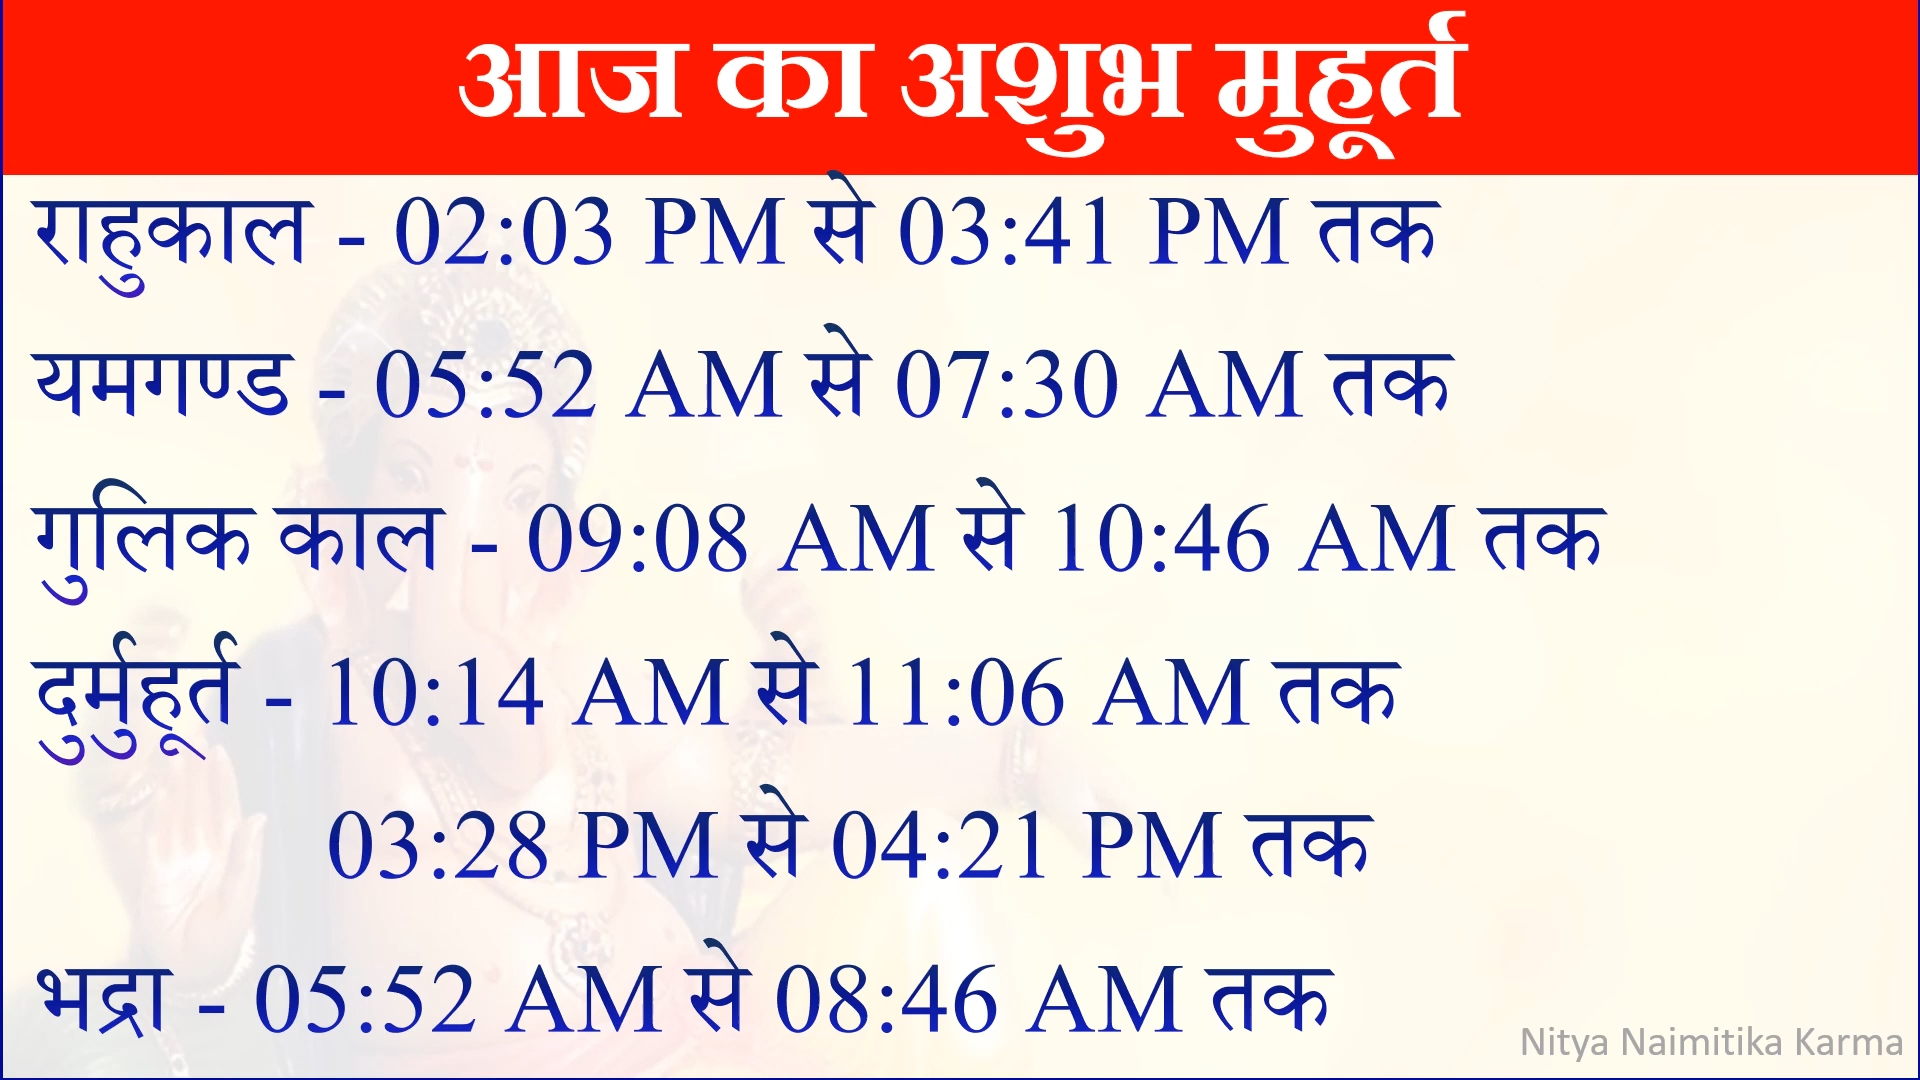 आज का अशुभ मुहूर्त
राहुकाल - 02:03 PM से 03:41 PM तक
यमगण्ड - 05:52 AM से 07:30 AM तक
गुलिक काल - 09:08 AM से 10:46 AM तक
दुर्मुहूर्त - 10:14 AM से 11:06 AM तक
03:28 PM से 04:21 PM तक
भद्रा - 05:52 AM से 08:46 AM तक
Nitya Naimitika Karma